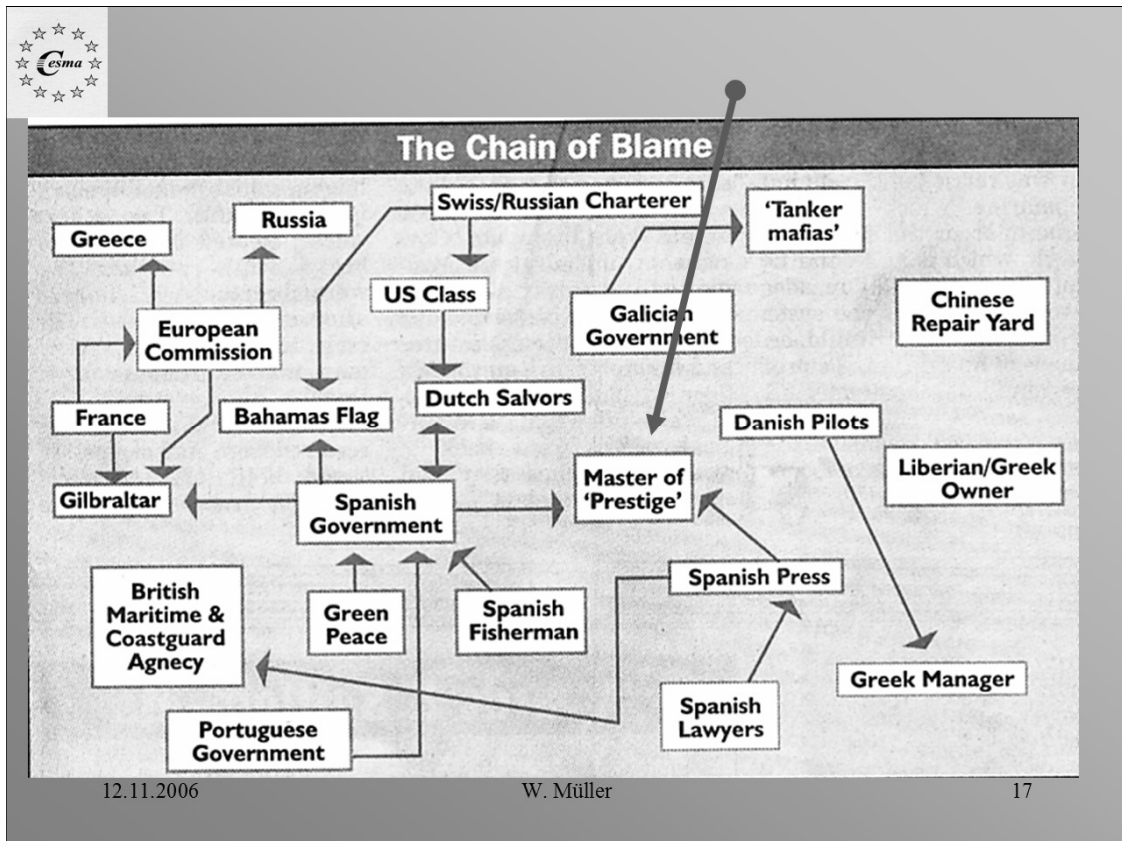 Cesma
The Chain of Blame
Swiss/Russian Charterer
Russia
'Tanker
mafias'
Greece
US Class
Chinese
Repair Yard
Galician
Government
European
Commission
Dutch Salvors
France
Bahamas Flag
Danish Pilots
Liberian/Greek
Owner
Master of
'Prestige'
Gilbraltar
Spanish
Government
Spanish Press
British
Maritime &
Coastguard
Agnecy
Green
Peace
Spanish
Fisherman
Greek Manager
Spanish
Lawyers
Portuguese
Government
12.11.2006
W. Müller
17